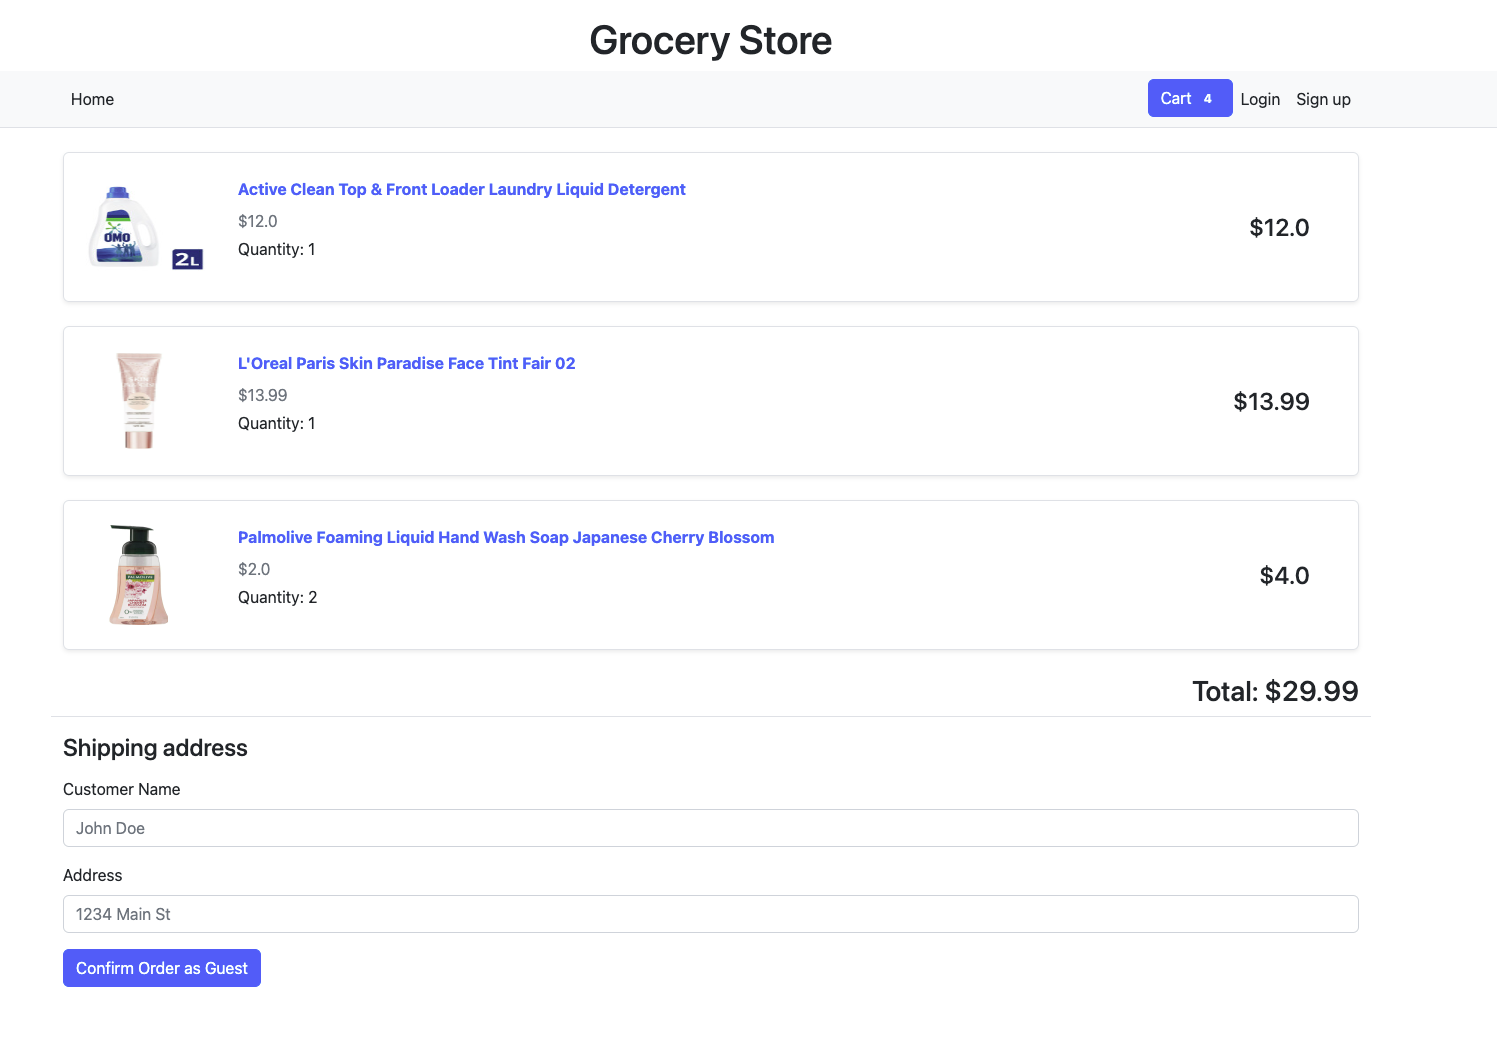 Grocery Store
Home
Cart 4 Login Sign up
Active Clean Top & Front Loader Laundry Liquid Detergent
$12.0
Quantity: 1
$12.0
OMO
2L
L'Oreal Paris Skin Paradise Face Tint Fair 02
$13.99
Quantity: 1
$13.99
Palmolive Foaming Liquid Hand Wash Soap Japanese Cherry Blossom
$2.0
Quantity: 2
$4.0
PALMOLIVE
Total: $29.99
Shipping address
Customer Name
John Doe
Address
1234 Main St
Confirm Order as Guest